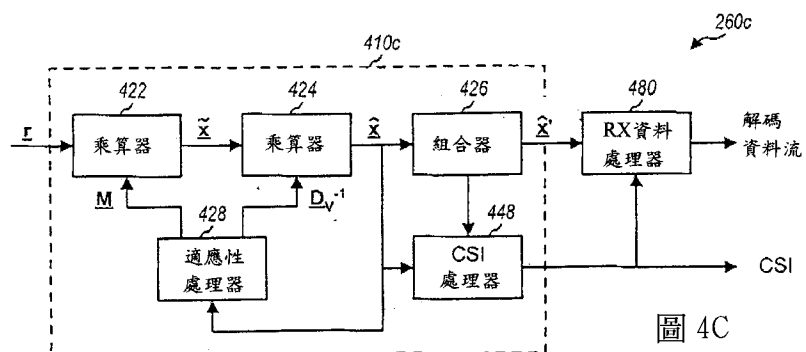 260c
410c
422
424
426
480
r
乘算器
x̃
乘算器
x̂
組合器
x̂'
RX資料
處理器
解碼
資料流
M
428
D_V⁻¹
448
適應性
處理器
CSI
處理器
CSI
圖 4C